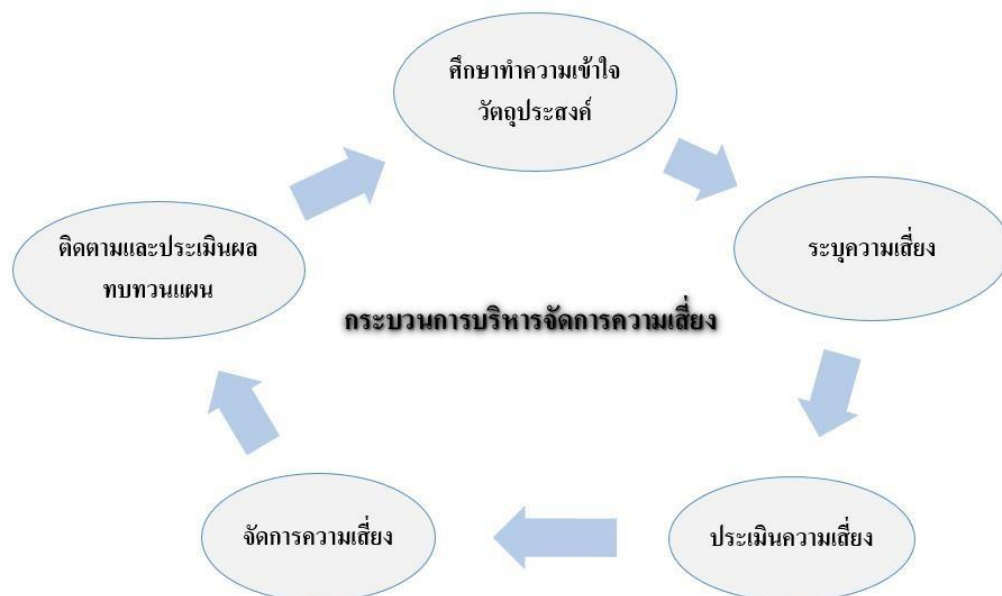 ศึกษาทำความเข้าใจ
วัตถุประสงค์
ระบุความเสี่ยง
ติดตามและประเมินผล
ทบทวนแผน
กระบวนการบริหารจัดการความเสี่ยง
จัดการความเสี่ยง
ประเมินความเสี่ยง